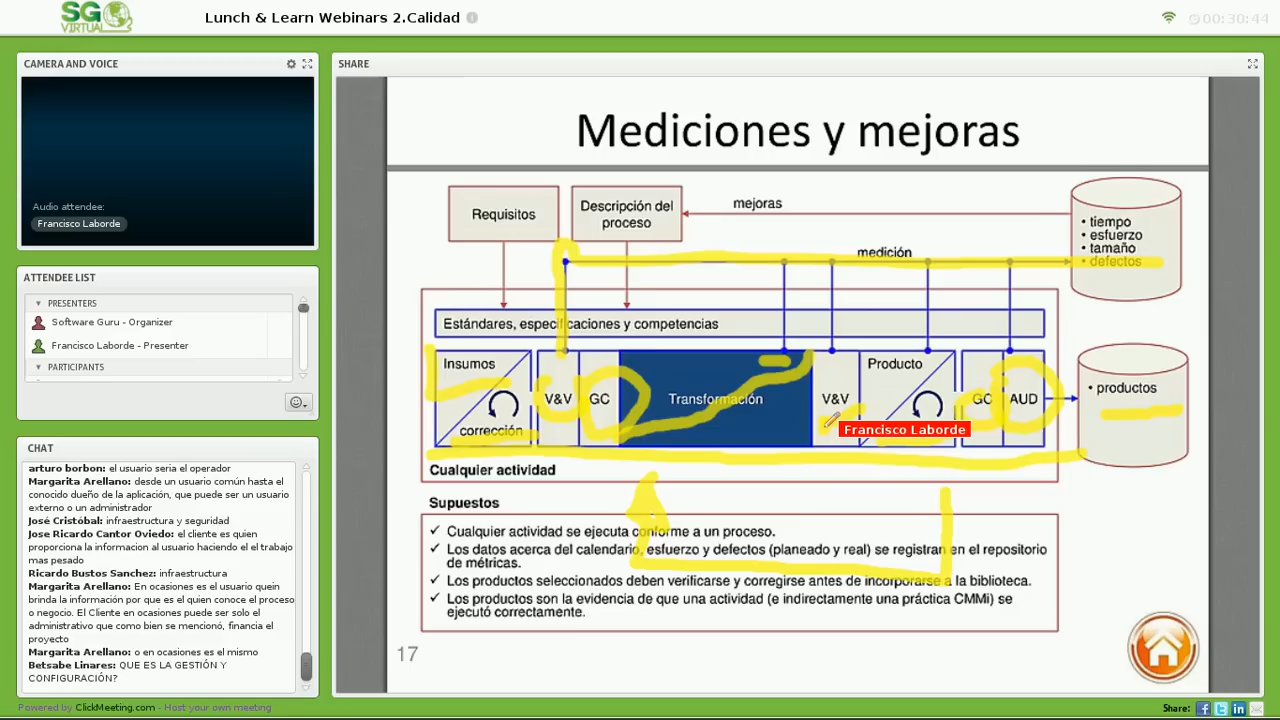 SG
VIRTUAL
Lunch & Learn Webinars 2.Calidad
00:30:44
CAMERA AND VOICE
Audio attendee:
Francisco Laborde
ATTENDEE LIST
PRESENTERS
Software Guru - Organizer
Francisco Laborde - Presenter
PARTICIPANTS
CHAT
arturo borbon: el usuario seria el operador
Margarita Arellano: desde un usuario común hasta el
conocido dueño de la aplicación, que puede ser un usuario
externo o un administrador
José Cristóbal: infraestructura y seguridad
Jose Ricardo Cantor Oviedo: el cliente es quien
proporciona la informacion al usuario haciendo el el trabajo
mas pesado
Ricardo Bustos Sanchez: infraestructura
Margarita Arellano: En ocasiones es el usuario quein
brinda la información por que es el quien conoce el proceso
o negocio. El Cliente en ocasiones puede ser solo el
administrativo que como bien se mencionó, financia el
proyecto
Margarita Arellano: o en ocasiones es el mismo
Betsabe Linares: QUE ES LA GESTIÓN Y
CONFIGURACIÓN?
SHARE
Mediciones y mejoras
Requisitos
Descripción del
proceso
mejoras
• tiempo
• esfuerzo
• tamaño
• defectos
medición
Estándares, especificaciones y competencias
Insumos
corrección
V&V
GC
Transformación
V&V
Francisco Laborde
Producto
GC
AUD
• productos
Cualquier actividad
Supuestos
✓ Cualquier actividad se ejecuta conforme a un proceso.
✓ Los datos acerca del calendario, esfuerzo y defectos (planeado y real) se registran en el repositorio
de métricas.
✓ Los productos seleccionados deben verificarse y corregirse antes de incorporarse a la biblioteca.
✓ Los productos son la evidencia de que una actividad (e indirectamente una práctica CMMi) se
ejecutó correctamente.
17
Powered by ClickMeeting.com - Host your own meeting
Share: